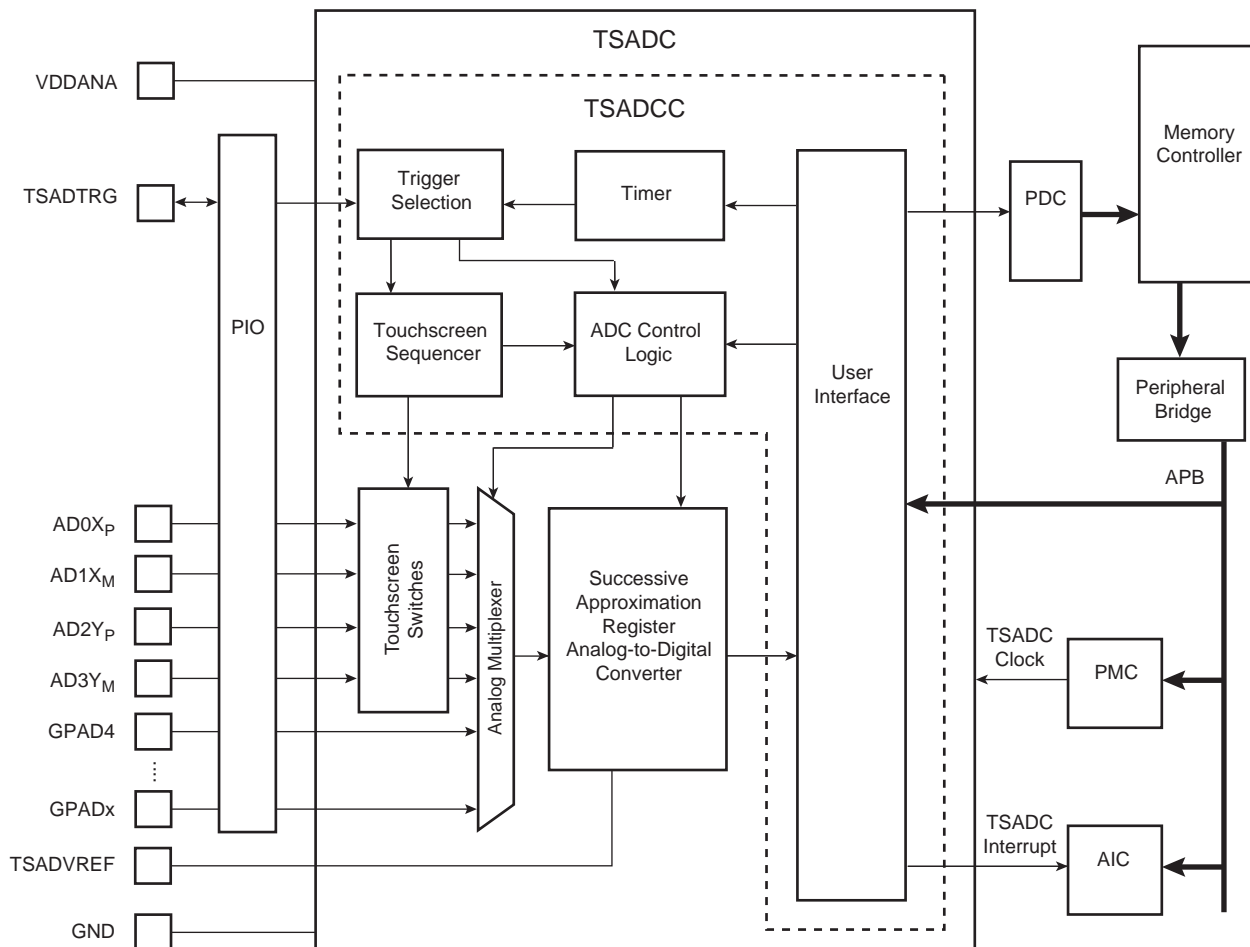 TSADC
VDDANA
TSADCC
Memory
Controller
Trigger
Selection
Timer
PDC
TSADTRG
PIO
Touchscreen
Sequencer
ADC Control
Logic
User
Interface
Peripheral
Bridge
APB
AD0XP
AD1XM
AD2YP
AD3YM
GPAD4
.....
GPADx
TSADVREF
GND
Touchscreen
Switches
Analog Multiplexer
Successive
Approximation
Register
Analog-to-Digital
Converter
TSADC
Clock
PMC
TSADC
Interrupt
AIC